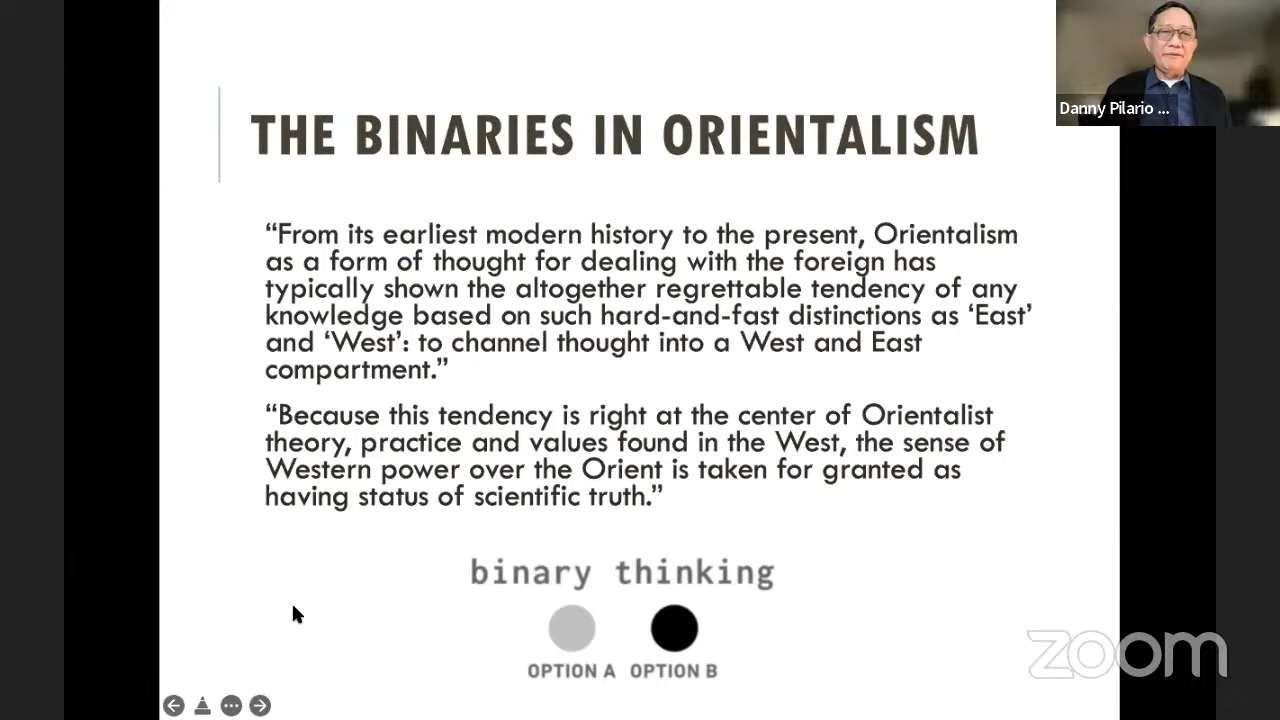 THE BINARIES IN ORIENTALISM
Danny Pilario ...
“From its earliest modern history to the present, Orientalism
as a form of thought for dealing with the foreign has
typically shown the altogether regrettable tendency of any
knowledge based on such hard-and-fast distinctions as ‘East’
and ‘West’: to channel thought into a West and East
compartment.”
“Because this tendency is right at the center of Orientalist
theory, practice and values found in the West, the sense of
Western power over the Orient is taken for granted as
having status of scientific truth.”
binary thinking
OPTION A OPTION B
zoom